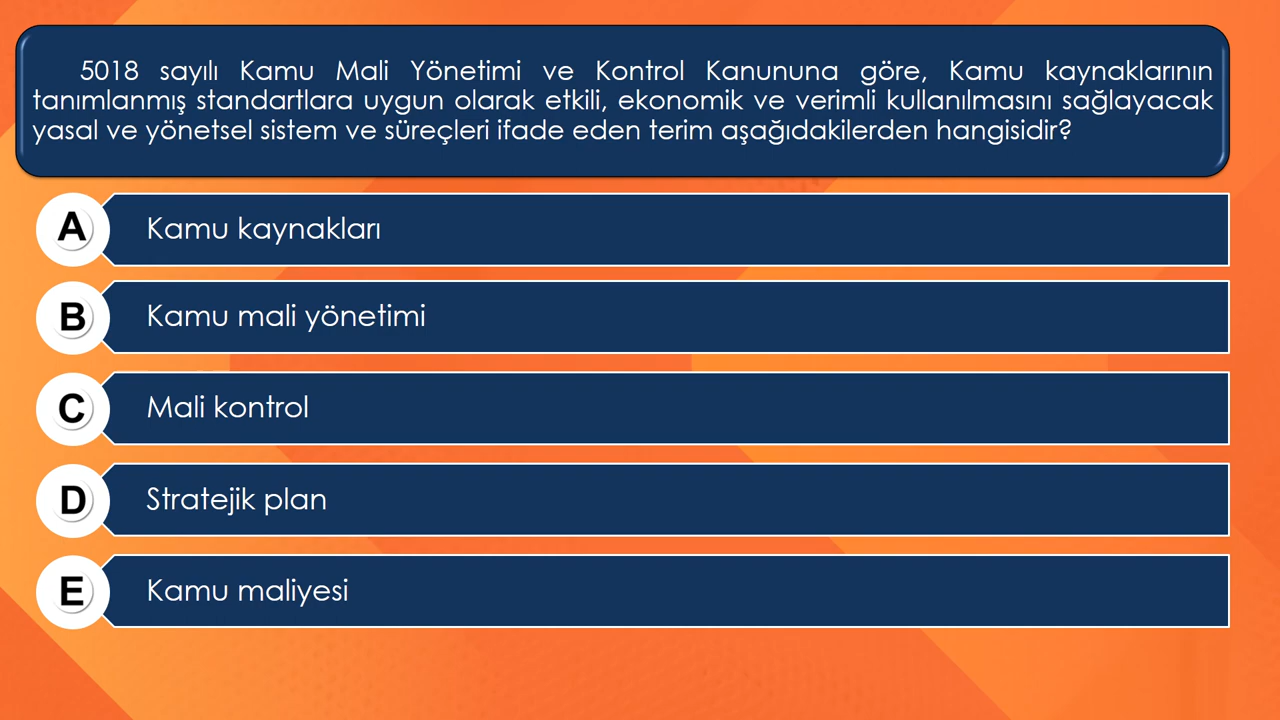 5018 sayılı Kamu Mali Yönetimi ve Kontrol Kanununa göre, Kamu kaynaklarının
tanımlanmış standartlara uygun olarak etkili, ekonomik ve verimli kullanılmasını sağlayacak
yasal ve yönetsel sistem ve süreçleri ifade eden terim aşağıdakilerden hangisidir?
A Kamu kaynakları
B Kamu mali yönetimi
C Mali kontrol
D Stratejik plan
E Kamu maliyesi